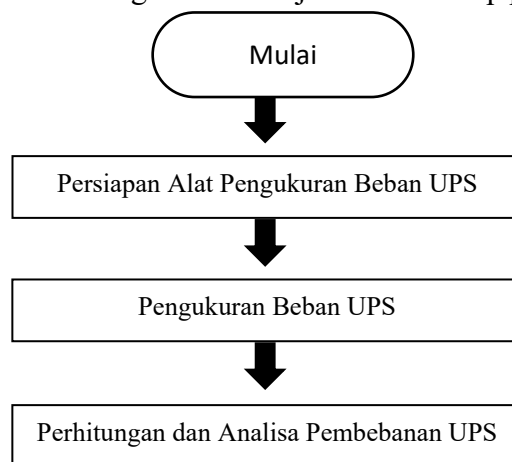 Mulai
Persiapan Alat Pengukuran Beban UPS
Pengukuran Beban UPS
Perhitungan dan Analisa Pembebanan UPS